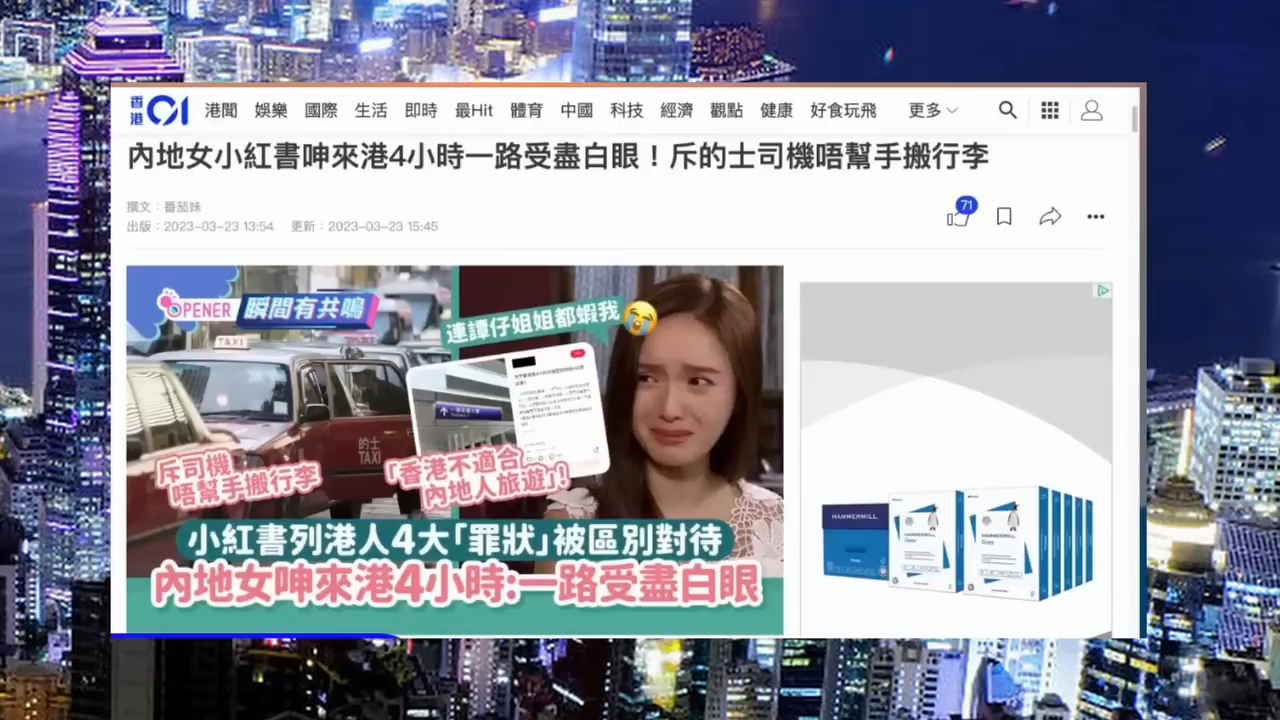 香港01
港聞 娛樂 國際 生活 即時 最Hit 體育 中國 科技 經濟 觀點 健康 好食玩飛 更多
內地女小紅書呻來港4小時一路受盡白眼！斥的士司機唔幫手搬行李
撰文：番茄妹
出版：2023-03-23 13:54 更新：2023-03-23 15:45
71
OPENER 瞬間有共鳴
連譚仔姐姐都蝦我
TAXI
的士
TAXI
斥司機
唔幫手搬行李
「香港不適合
內地人旅遊」!
小紅書列港人4大「罪狀」被區別對待
內地女呻來港4小時:一路受盡白眼
HAMMERMILL
HAMMERMILL
HAMMERMILL